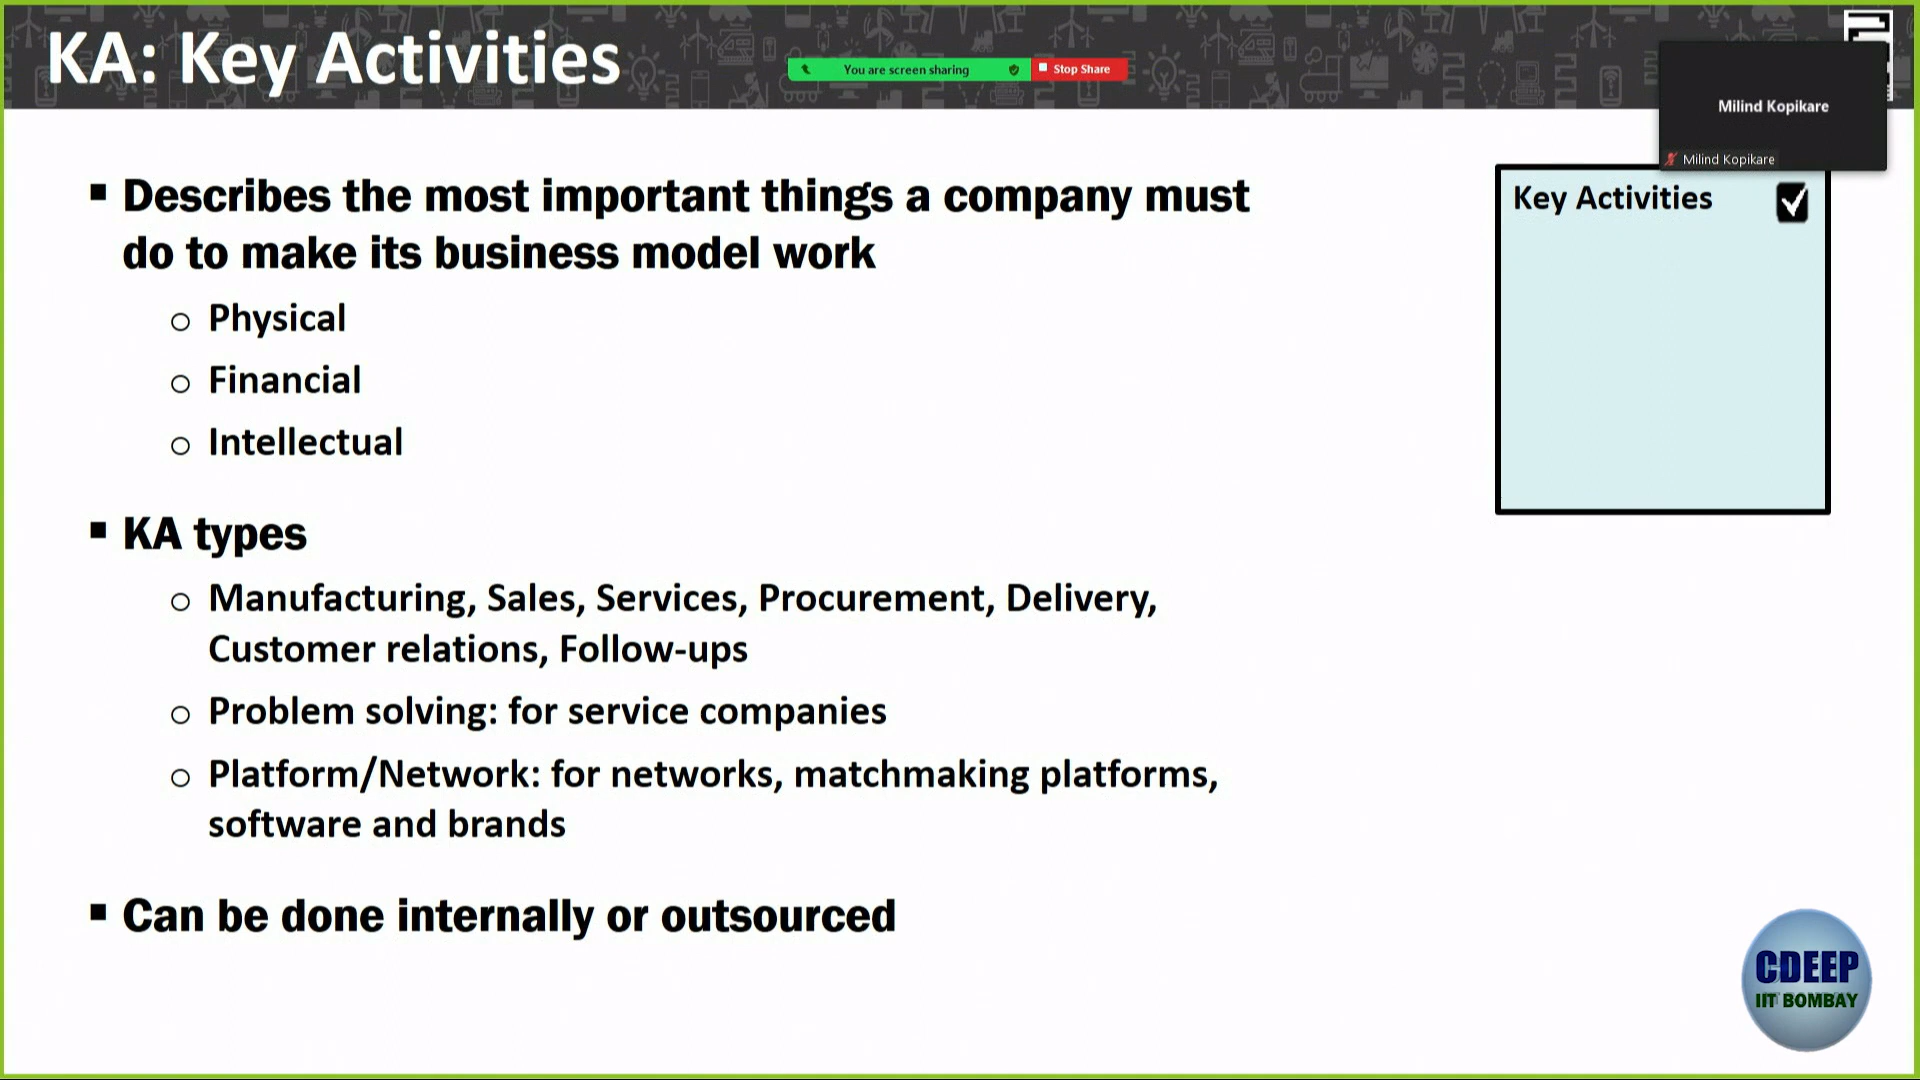 KA: Key Activities
You are screen sharing
Stop Share
Milind Kopikare
Milind Kopikare
Describes the most important things a company must
do to make its business model work
Physical
Financial
Intellectual
KA types
Manufacturing, Sales, Services, Procurement, Delivery,
Customer relations, Follow-ups
Problem solving: for service companies
Platform/Network: for networks, matchmaking platforms,
software and brands
Can be done internally or outsourced
Key Activities
CDEEP
IIT BOMBAY